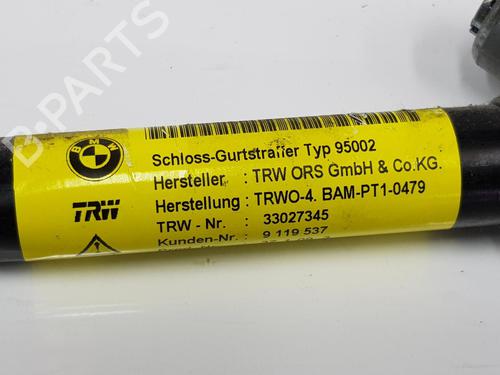 B-PARTS
BMW
Schloss-Gurtstraffer Typ 95002
Hersteller : TRW ORS GmbH & Co.KG.
Herstellung : TRWO-4. BAM-PT1-0479
TRW
TRW - Nr. : 33027345
Kunden-Nr. : 9 119 537